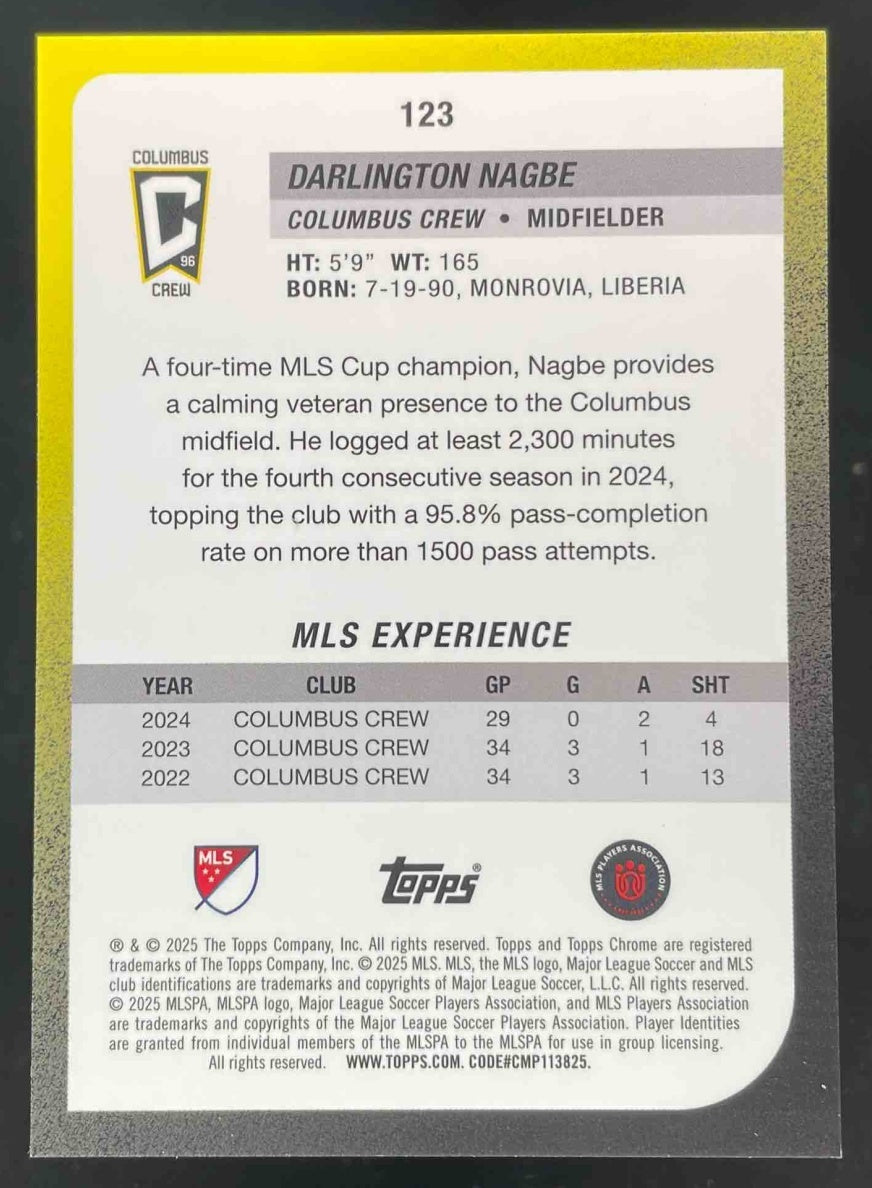 123
COLUMBUS
C
96
CREW
DARLINGTON NAGBE
COLUMBUS CREW • MIDFIELDER
HT: 5'9” WT: 165
BORN: 7-19-90, MONROVIA, LIBERIA
A four-time MLS Cup champion, Nagbe provides
a calming veteran presence to the Columbus
midfield. He logged at least 2,300 minutes
for the fourth consecutive season in 2024,
topping the club with a 95.8% pass-completion
rate on more than 1500 pass attempts.
MLS EXPERIENCE
YEAR CLUB GP G A SHT
2024 COLUMBUS CREW 29 0 2 4
2023 COLUMBUS CREW 34 3 1 18
2022 COLUMBUS CREW 34 3 1 13
MLS
Topps®
MLS PLAYERS ASSOCIATION
® & © 2025 The Topps Company, Inc. All rights reserved. Topps and Topps Chrome are registered
trademarks of The Topps Company, Inc. © 2025 MLS. MLS, the MLS logo, Major League Soccer and MLS
club identifications are trademarks and copyrights of Major League Soccer, L.L.C. All rights reserved.
© 2025 MLSPA, MLSPA logo, Major League Soccer Players Association, and MLS Players Association
are trademarks and copyrights of the Major League Soccer Players Association. Player Identities
are granted from individual members of the MLSPA to the MLSPA for use in group licensing.
All rights reserved. WWW.TOPPS.COM. CODE#CMP113825.